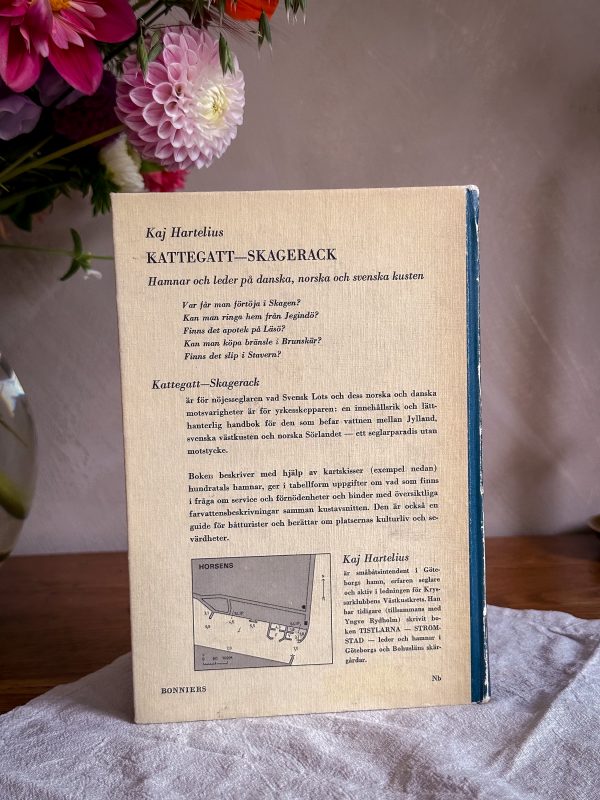 Kaj Hartelius
KATTEGATT—SKAGERACK
Hamnar och leder på danska, norska och svenska kusten
Var får man förtöja i Skagen?
Kan man ringa hem från Jegindö?
Finns det apotek på Läsö?
Kan man köpa bränsle i Brunskär?
Finns det slip i Stavern?
Kattegatt—Skagerack
är för nöjesseglaren vad Svensk Lots och dess norska och danska
motsvarigheter är för yrkesskepparen: en innehållsrik och lätt-
hanterlig handbok för den som befar vattnen mellan Jylland,
svenska västkusten och norska Sörlandet — ett seglarparadis utan
motstycke.
Boken beskriver med hjälp av kartskisser (exempel nedan)
hundratals hamnar, ger i tabellform uppgifter om vad som finns
i fråga om service och förnödenheter och binder med översiktliga
farvattensbeskrivningar samman kustavsnitten. Den är också en
guide för båtturister och berättar om platsernas kulturliv och se-
värdheter.
HORSENS
Kaj Hartelius
är småbåtsintendent i Göte-
borgs hamn, erfaren seglare
och aktiv i ledningen för Krys-
sarklubbens Västkustkrets. Han
har tidigare (tillsammans med
Yngve Rydholm) skrivit bo-
ken TISTLARNA — STRÖM-
STAD — leder och hamnar i
Göteborgs och Bohusläns skär-
gårdar.
BONNIERS
Nb